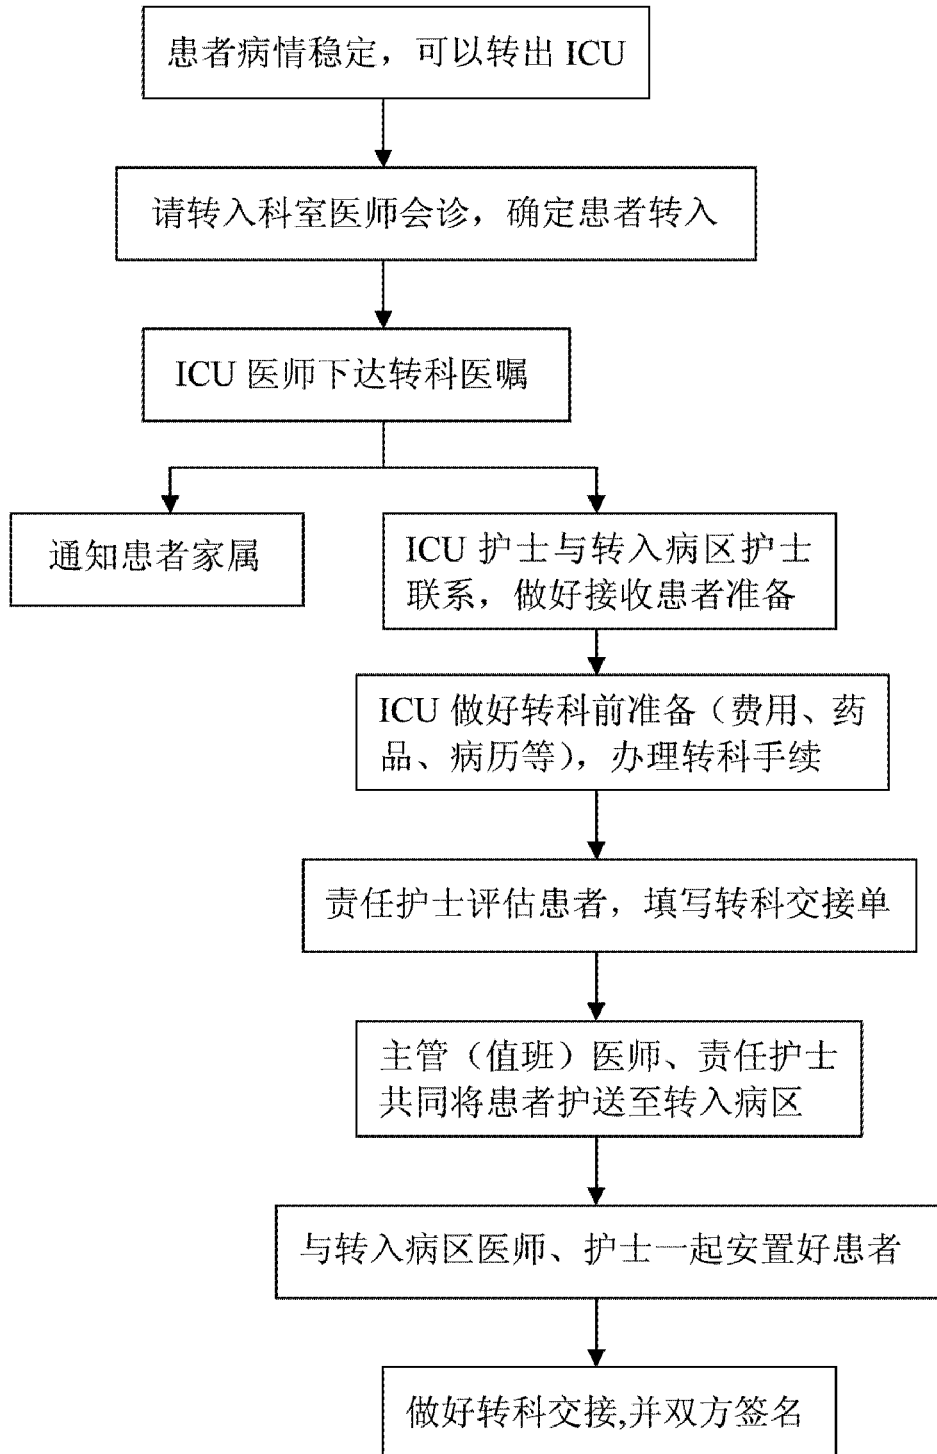 患者病情稳定，可以转出 ICU
请转入科室医师会诊，确定患者转入
ICU 医师下达转科医嘱
通知患者家属
ICU 护士与转入病区护士
联系，做好接收患者准备
ICU 做好转科前准备（费用、药
品、病历等），办理转科手续
责任护士评估患者，填写转科交接单
主管（值班）医师、责任护士
共同将患者护送至转入病区
与转入病区医师、护士一起安置好患者
做好转科交接,并双方签名